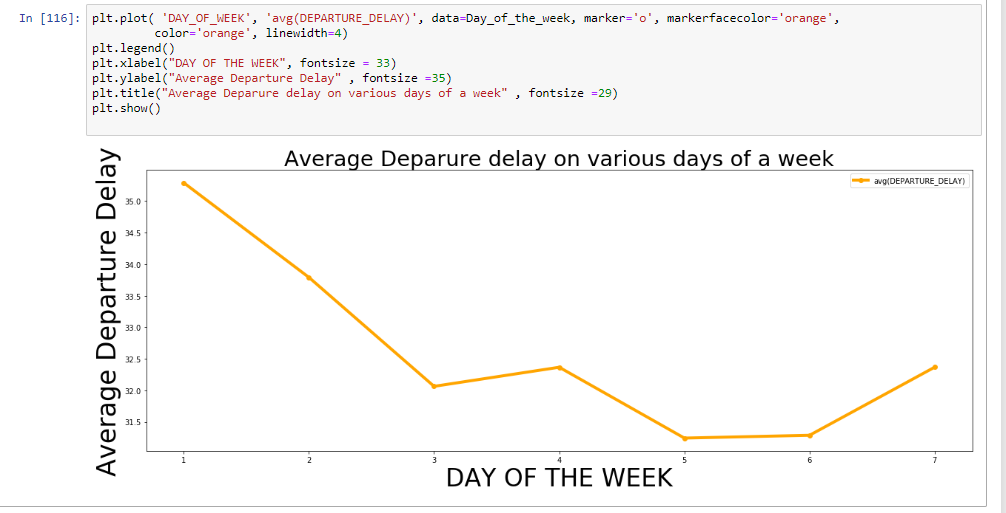 In [116]: plt.plot( 'DAY_OF_WEEK', 'avg(DEPARTURE_DELAY)', data=Day_of_the_week, marker='o', markerfacecolor='orange',
color='orange', linewidth=4)
plt.legend()
plt.xlabel("DAY OF THE WEEK", fontsize = 33)
plt.ylabel("Average Departure Delay" , fontsize =35)
plt.title("Average Deparure delay on various days of a week" , fontsize =29)
plt.show()
Average Deparure delay on various days of a week
avg(DEPARTURE_DELAY)
Average Departure Delay
35.0
34.5
34.0
33.5
33.0
32.5
32.0
31.5
1 2 3 4 5 6 7
DAY OF THE WEEK